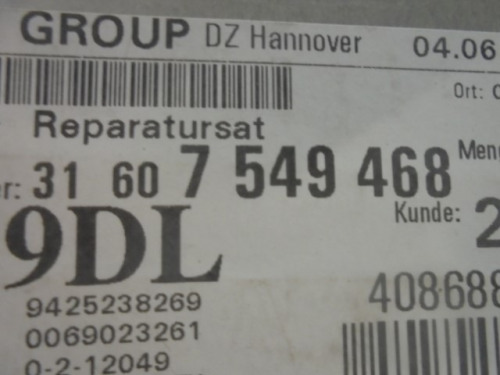 GROUP DZ Hannover 04.06
Ort:
Reparatursat
31 60 7 549 468
Kunde: 2
9DL
9425238269
408688
0069023261
0-2-12049